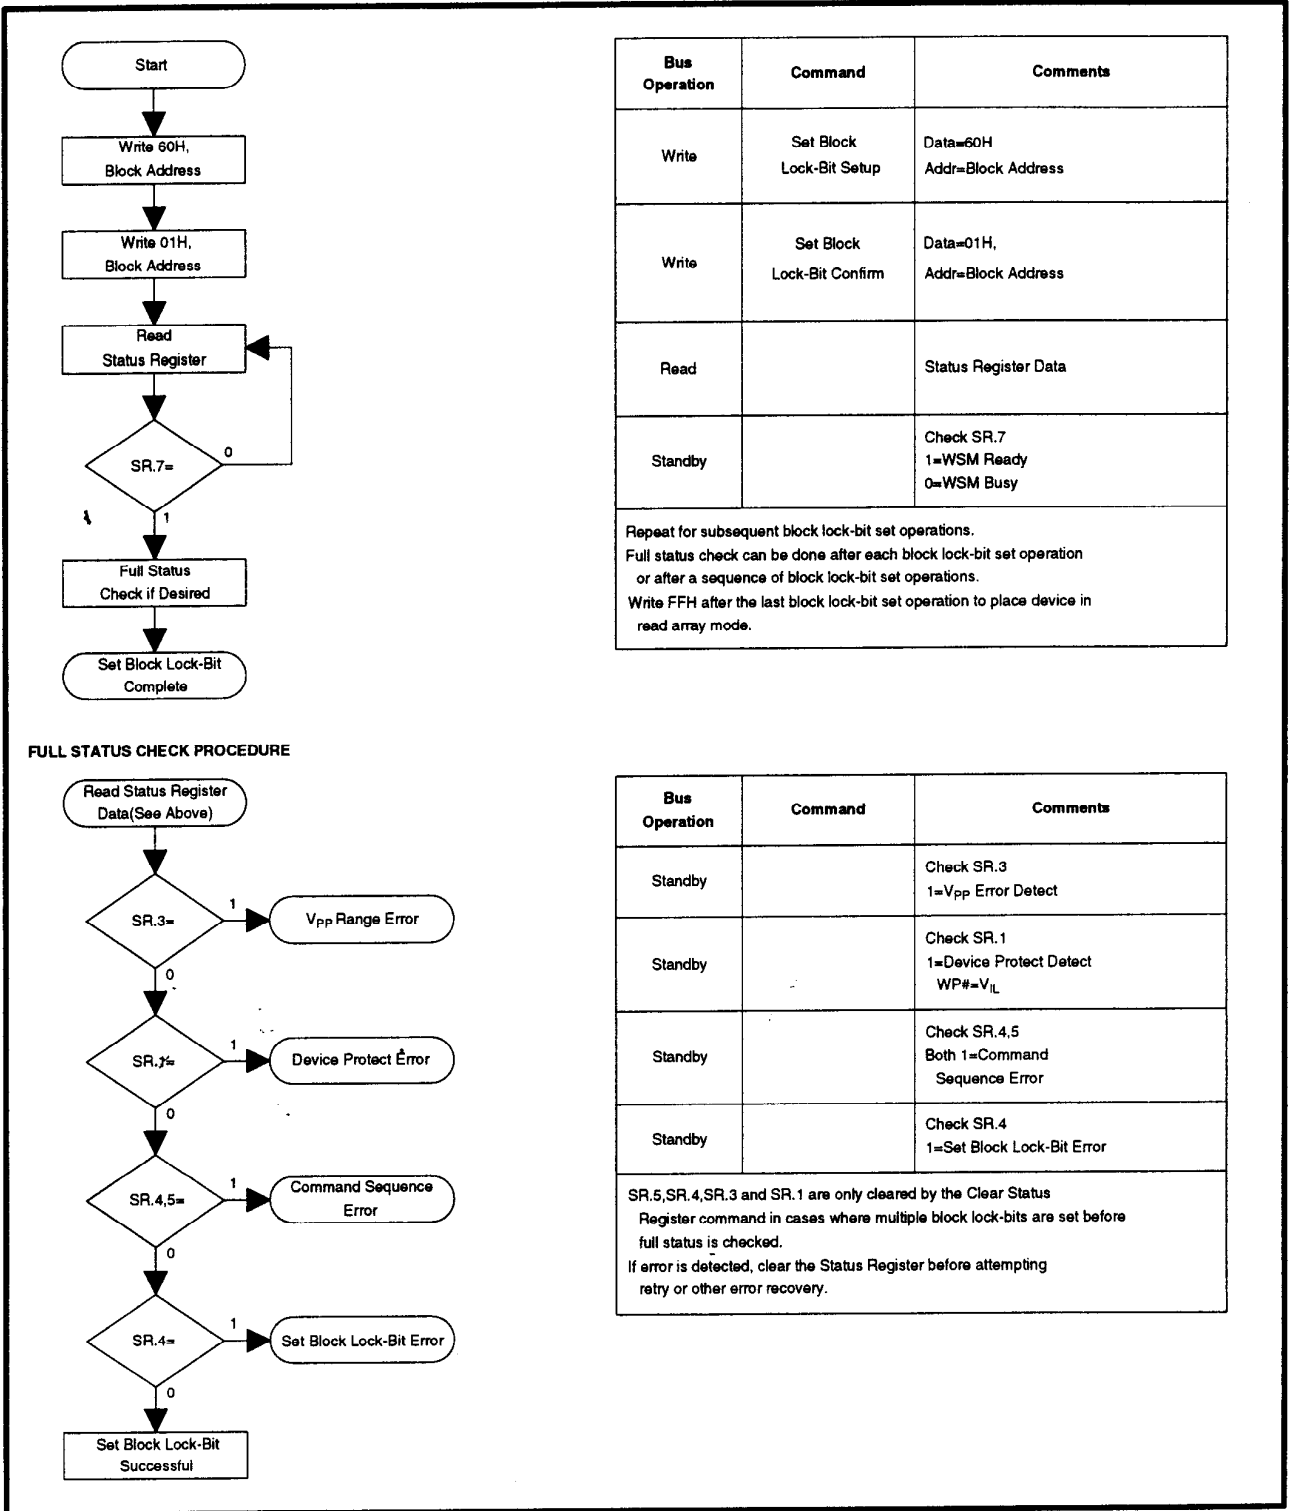 Start
Write 60H,
Block Address
Write 01H,
Block Address
Read
Status Register
SR.7=
0
1
Full Status
Check if Desired
Set Block Lock-Bit
Complete
Bus
Operation
Command
Comments
Write
Set Block
Lock-Bit Setup
Data=60H
Addr=Block Address
Write
Set Block
Lock-Bit Confirm
Data=01H,
Addr=Block Address
Read
Status Register Data
Standby
Check SR.7
1=WSM Ready
0=WSM Busy
Repeat for subsequent block lock-bit set operations.
Full status check can be done after each block lock-bit set operation
or after a sequence of block lock-bit set operations.
Write FFH after the last block lock-bit set operation to place device in
read array mode.
FULL STATUS CHECK PROCEDURE
Read Status Register
Data(See Above)
SR.3=
1
VPP Range Error
0
SR.1=
1
Device Protect Error
0
SR.4,5=
1
Command Sequence
Error
0
SR.4=
1
Set Block Lock-Bit Error
0
Set Block Lock-Bit
Successful
Bus
Operation
Command
Comments
Standby
Check SR.3
1=VPP Error Detect
Standby
Check SR.1
1=Device Protect Detect
WP#=VIL
Standby
Check SR.4,5
Both 1=Command
Sequence Error
Standby
Check SR.4
1=Set Block Lock-Bit Error
SR.5,SR.4,SR.3 and SR.1 are only cleared by the Clear Status
Register command in cases where multiple block lock-bits are set before
full status is checked.
If error is detected, clear the Status Register before attempting
retry or other error recovery.